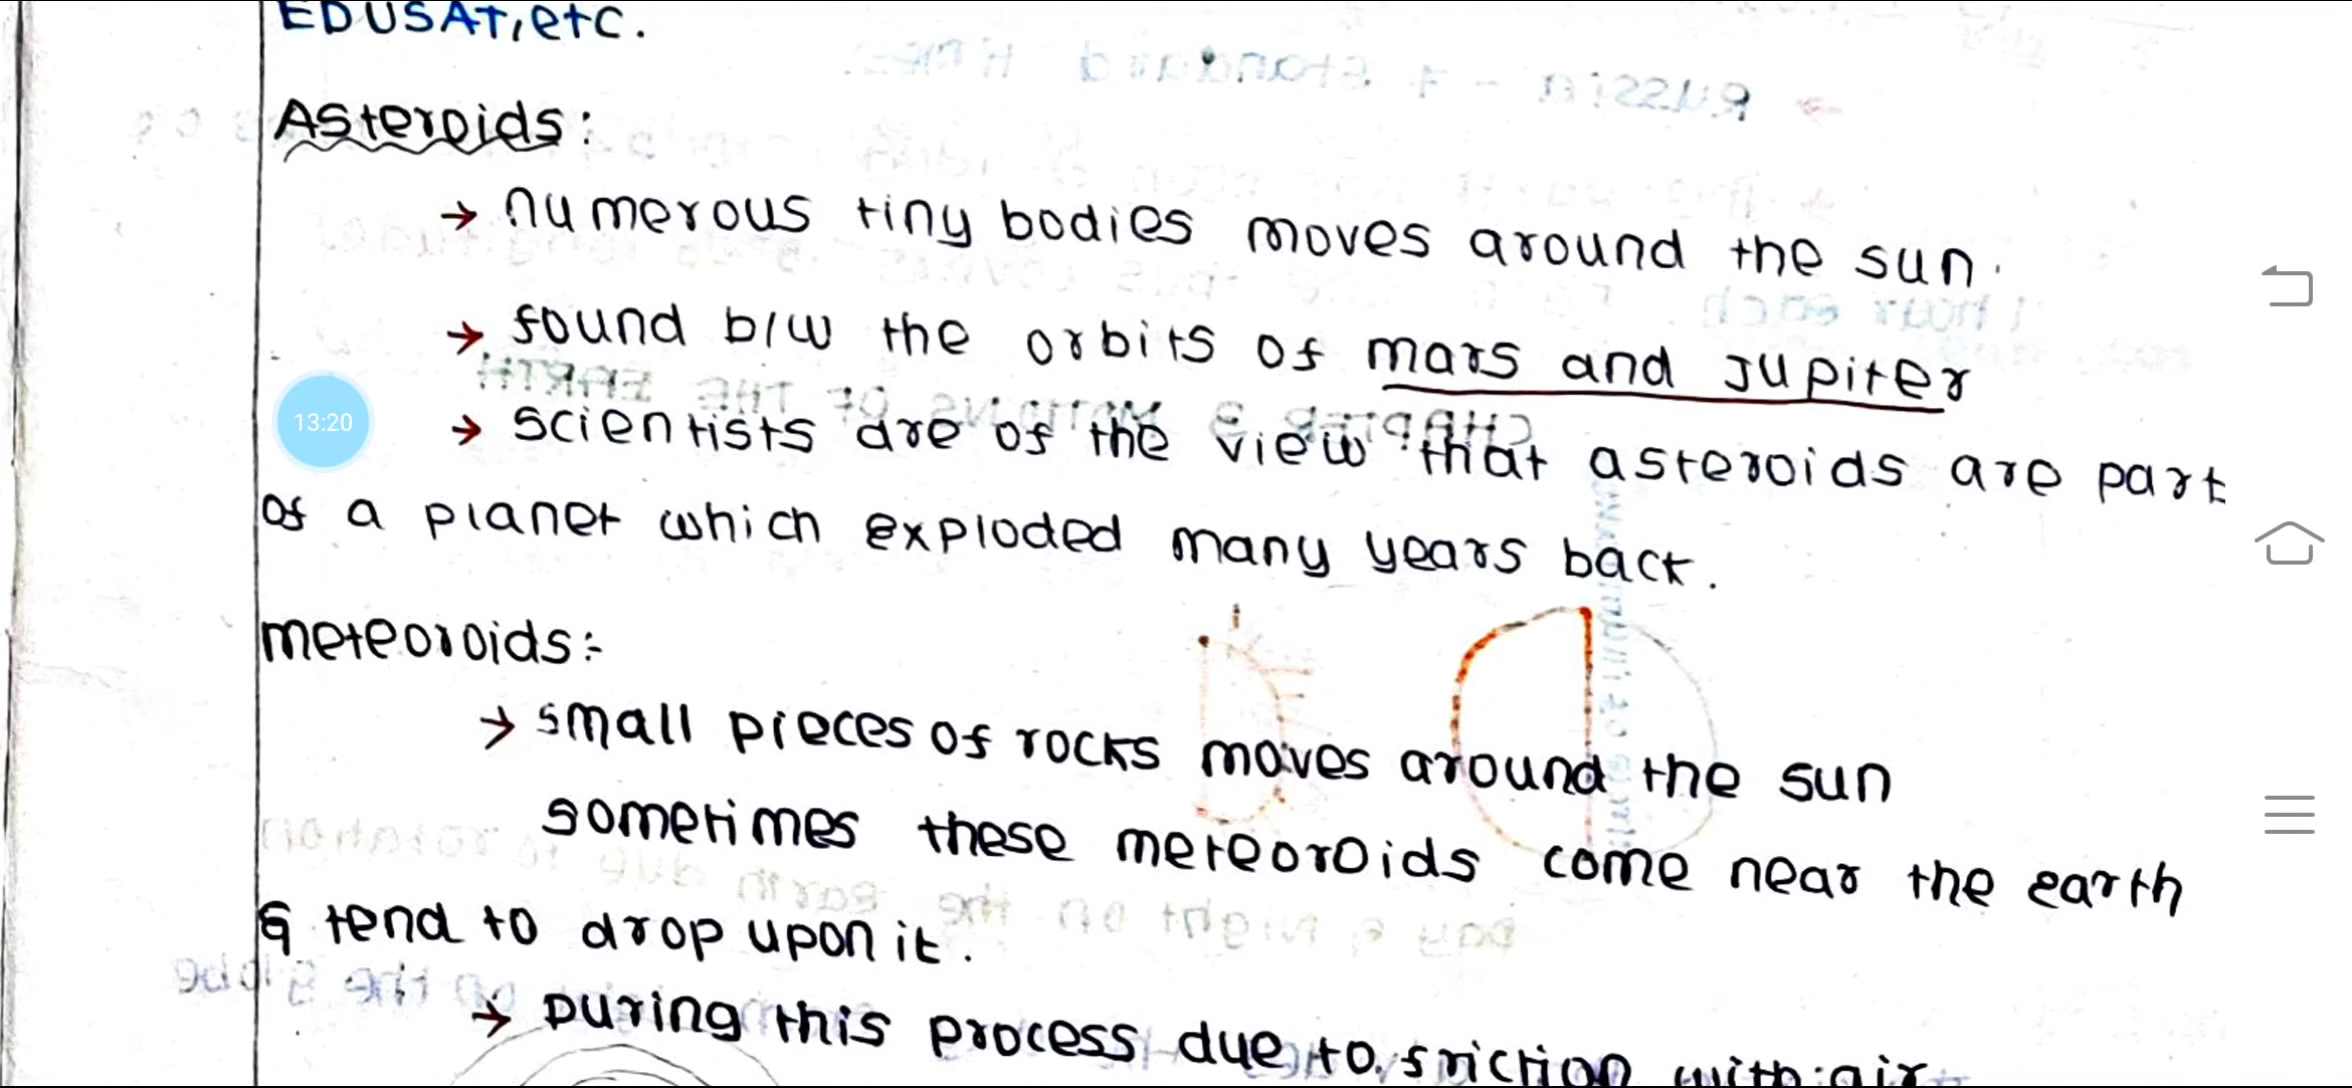 EDUSAT, etc.
Asteroids:
→ numerous tiny bodies moves around the sun.
→ found b/w the orbits of mars and Jupiter
13:20
→ scientists are of the view that asteroids are part
of a planet which exploded many years back.
meteoroids:-
→ small pieces of rocks moves around the sun
sometimes these meteoroids come near the earth
& tend to drop upon it.
→ During this process due to friction with air